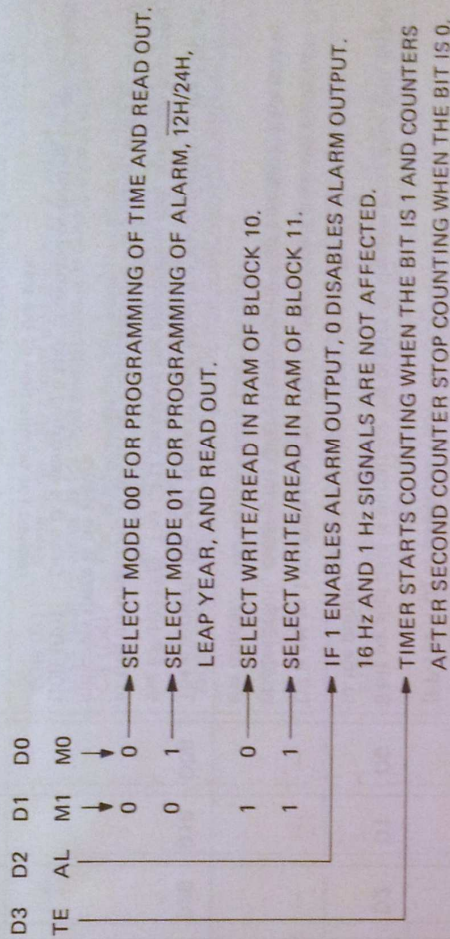 D3 D2 D1 D0
TE AL M1 M0
0 0 SELECT MODE 00 FOR PROGRAMMING OF TIME AND READ OUT.
0 1 SELECT MODE 01 FOR PROGRAMMING OF ALARM, 12H/24H,
LEAP YEAR, AND READ OUT.
1 0 SELECT WRITE/READ IN RAM OF BLOCK 10.
1 1 SELECT WRITE/READ IN RAM OF BLOCK 11.
IF 1 ENABLES ALARM OUTPUT, 0 DISABLES ALARM OUTPUT.
16 Hz AND 1 Hz SIGNALS ARE NOT AFFECTED.
TIMER STARTS COUNTING WHEN THE BIT IS 1 AND COUNTERS
AFTER SECOND COUNTER STOP COUNTING WHEN THE BIT IS 0.